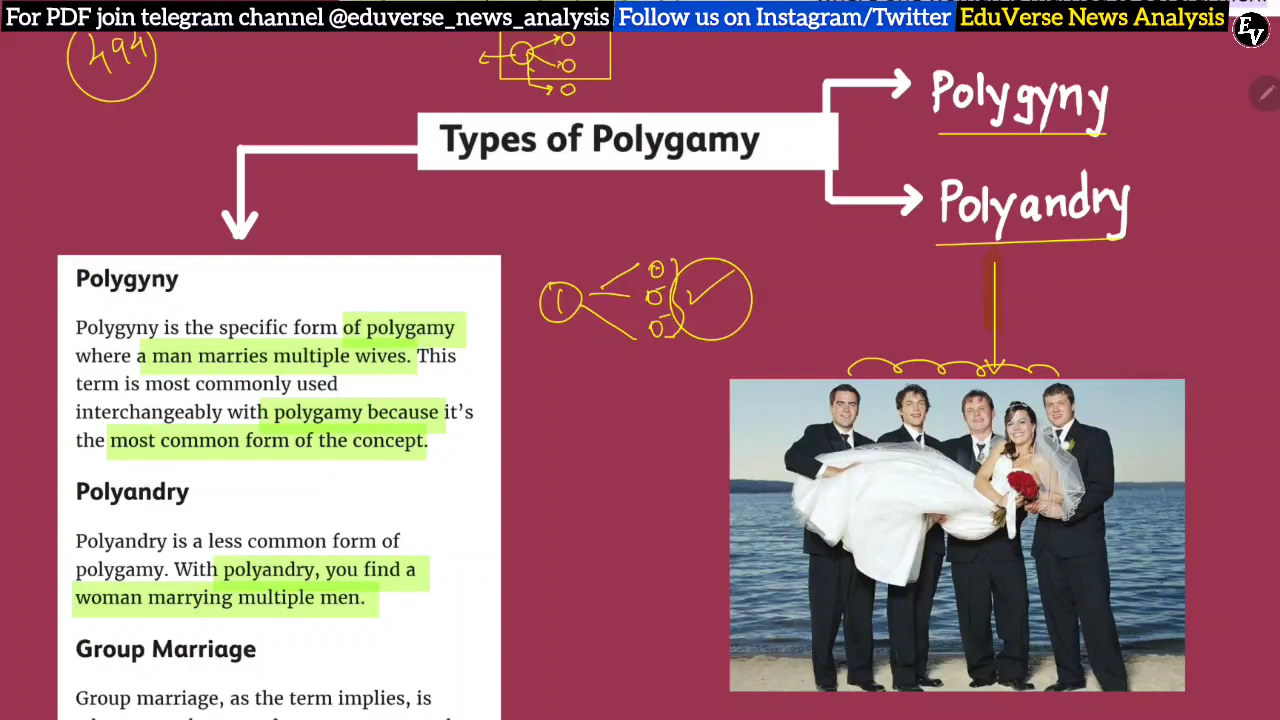 For PDF join telegram channel @eduverse_news_analysis Follow us on Instagram/Twitter EduVerse News Analysis
EV
494
Types of Polygamy
Polygyny
Polyandry
Polygyny
Polygyny is the specific form of polygamy
where a man marries multiple wives. This
term is most commonly used
interchangeably with polygamy because it's
the most common form of the concept.
1
Polyandry
Polyandry is a less common form of
polygamy. With polyandry, you find a
woman marrying multiple men.
Group Marriage
Group marriage, as the term implies, is